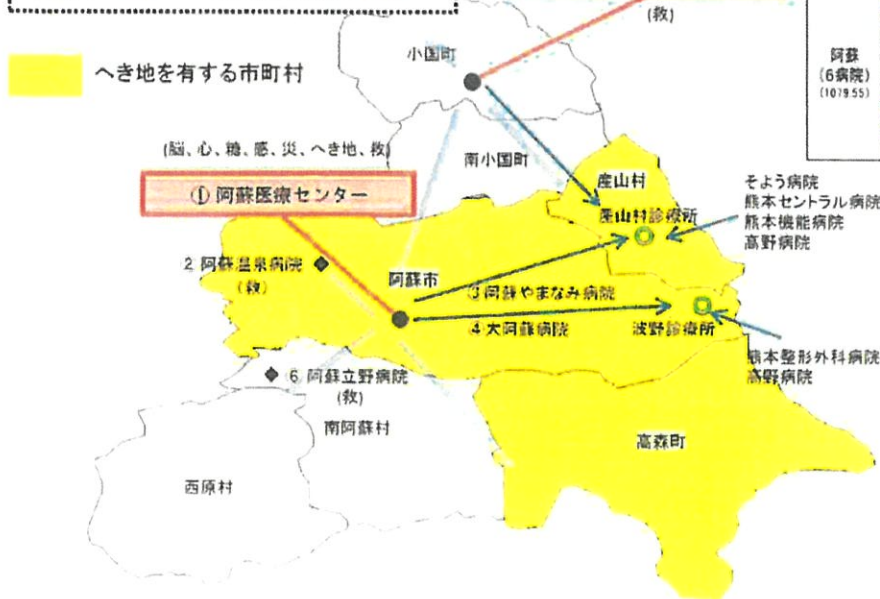 (救)
小国町
阿蘇
(6病院)
(1079.55)
へき地を有する市町村
(脳、心、糖、感、災、へき地、救)
南小国町
① 阿蘇医療センター
産山村
そよう病院
熊本セントラル病院
熊本機能病院
高野病院
産山村診療所
2 阿蘇温泉病院
(救)
阿蘇市
③阿蘇やまなみ病院
④大阿蘇病院
波野診療所
熊本整形外科病院
高野病院
⑥ 阿蘇立野病院
(救)
南阿蘇村
高森町
西原村